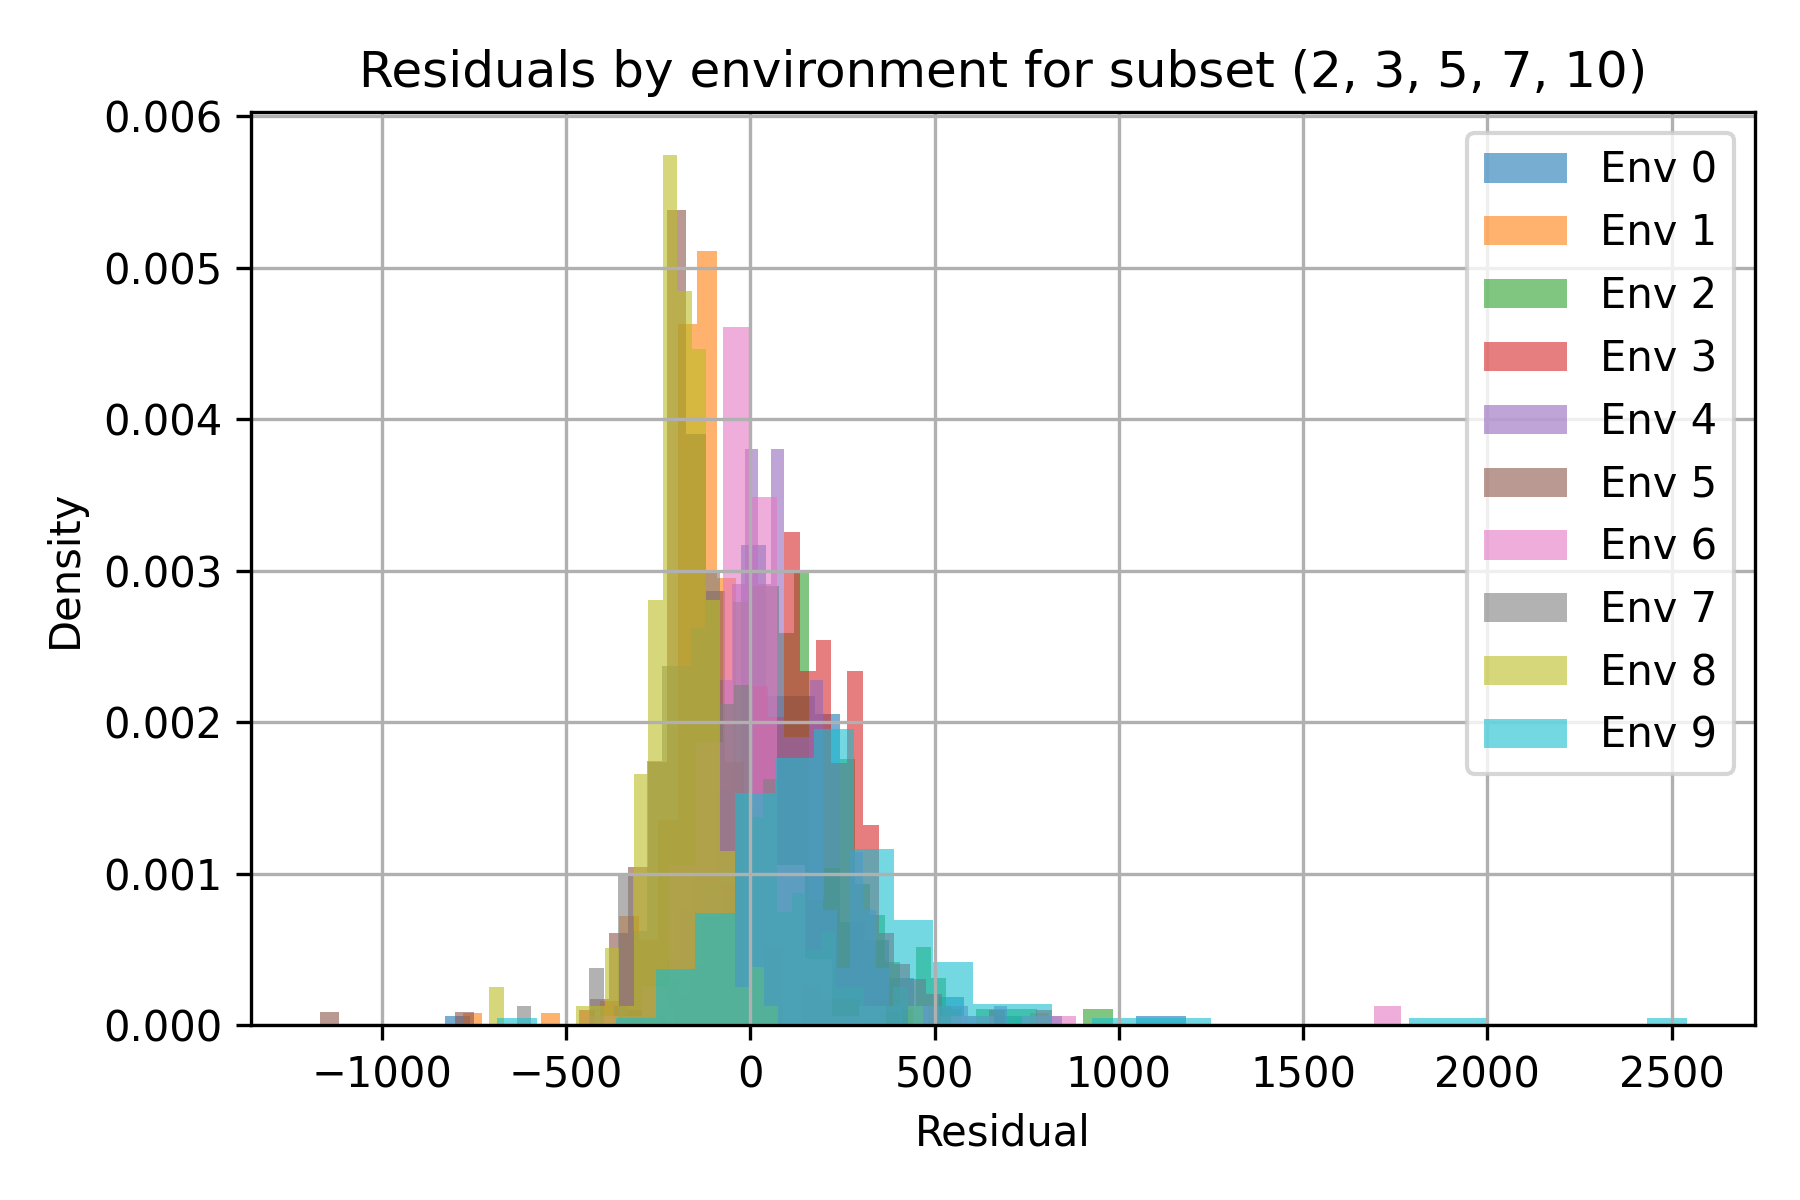 Residuals by environment for subset (2, 3, 5, 7, 10)
0.006
0.005
0.004
0.003
0.002
0.001
0.000
Density
−1000
−500
0
500
1000
1500
2000
2500
Residual
Env 0
Env 1
Env 2
Env 3
Env 4
Env 5
Env 6
Env 7
Env 8
Env 9